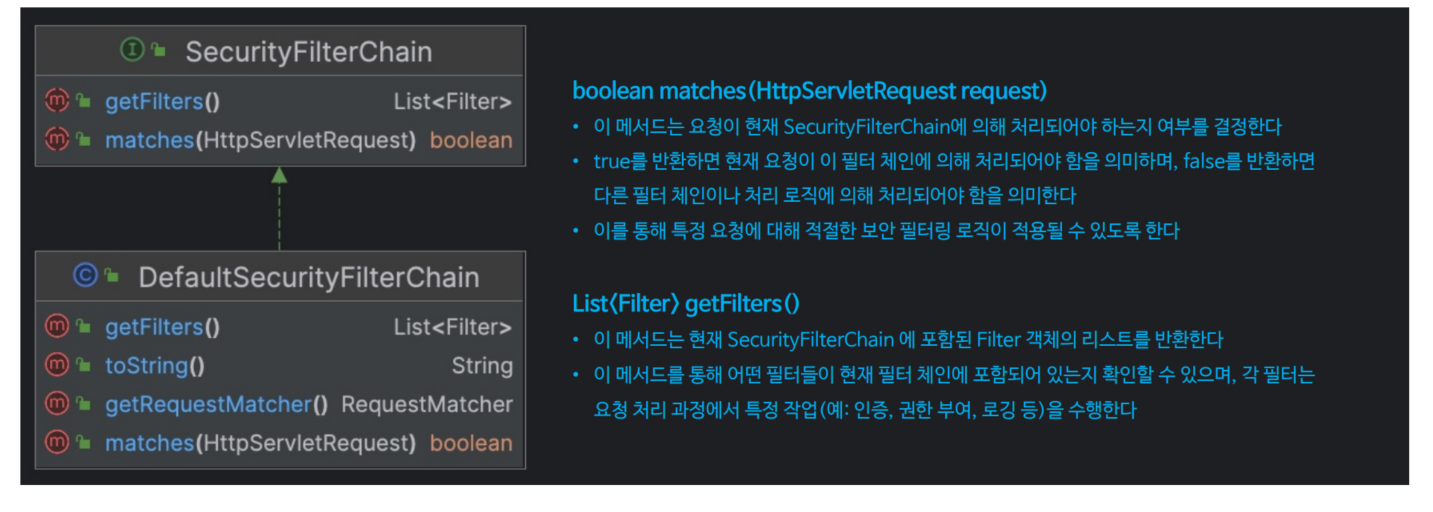 SecurityFilterChain
getFilters() List<Filter>
matches(HttpServletRequest) boolean
DefaultSecurityFilterChain
getFilters() List<Filter>
toString() String
getRequestMatcher() RequestMatcher
matches(HttpServletRequest) boolean
boolean matches(HttpServletRequest request)
• 이 메서드는 요청이 현재 SecurityFilterChain에 의해 처리되어야 하는지 여부를 결정한다
• true를 반환하면 현재 요청이 이 필터 체인에 의해 처리되어야 함을 의미하며, false를 반환하면
다른 필터 체인이나 처리 로직에 의해 처리되어야 함을 의미한다
• 이를 통해 특정 요청에 대해 적절한 보안 필터링 로직이 적용될 수 있도록 한다
List〈Filter〉 getFilters()
• 이 메서드는 현재 SecurityFilterChain 에 포함된 Filter 객체의 리스트를 반환한다
• 이 메서드를 통해 어떤 필터들이 현재 필터 체인에 포함되어 있는지 확인할 수 있으며, 각 필터는
요청 처리 과정에서 특정 작업(예: 인증, 권한 부여, 로깅 등)을 수행한다